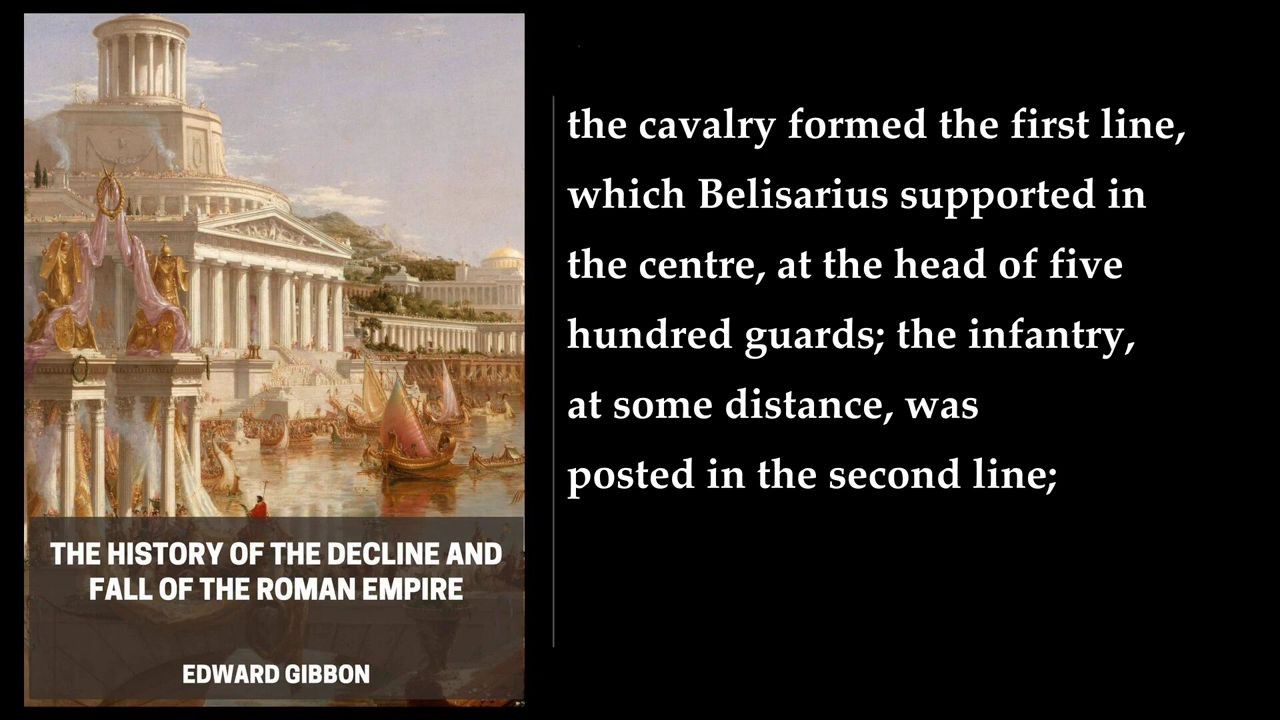 THE HISTORY OF THE DECLINE AND
FALL OF THE ROMAN EMPIRE
EDWARD GIBBON
the cavalry formed the first line,
which Belisarius supported in
the centre, at the head of five
hundred guards; the infantry,
at some distance, was
posted in the second line;